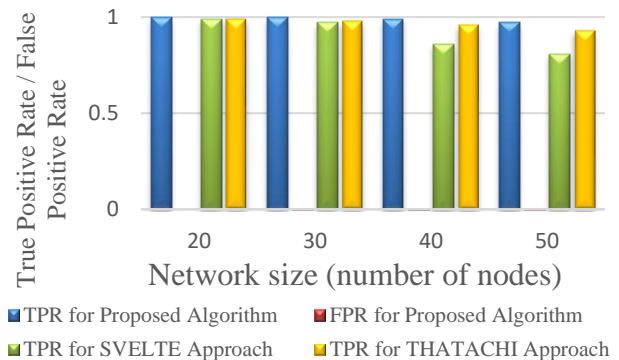 True Positive Rate / False
Positive Rate
1
0.5
0
20 30 40 50
Network size (number of nodes)
TPR for Proposed Algorithm FPR for Proposed Algorithm
TPR for SVELTE Approach TPR for THATACHI Approach